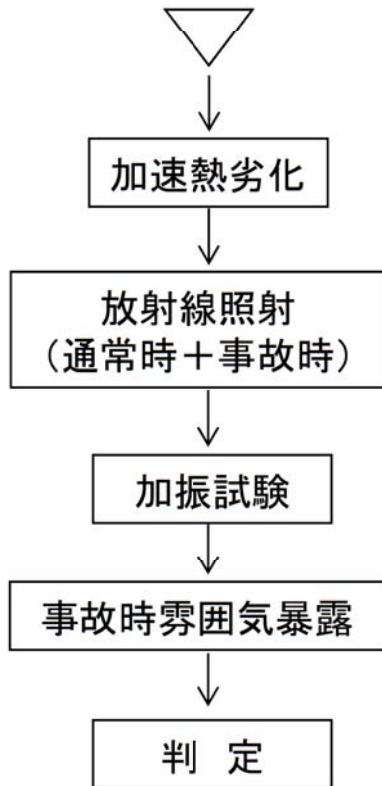 加速熱劣化
放射線照射
（通常時＋事故時）
加振試験
事故時雰囲気暴露
判　定